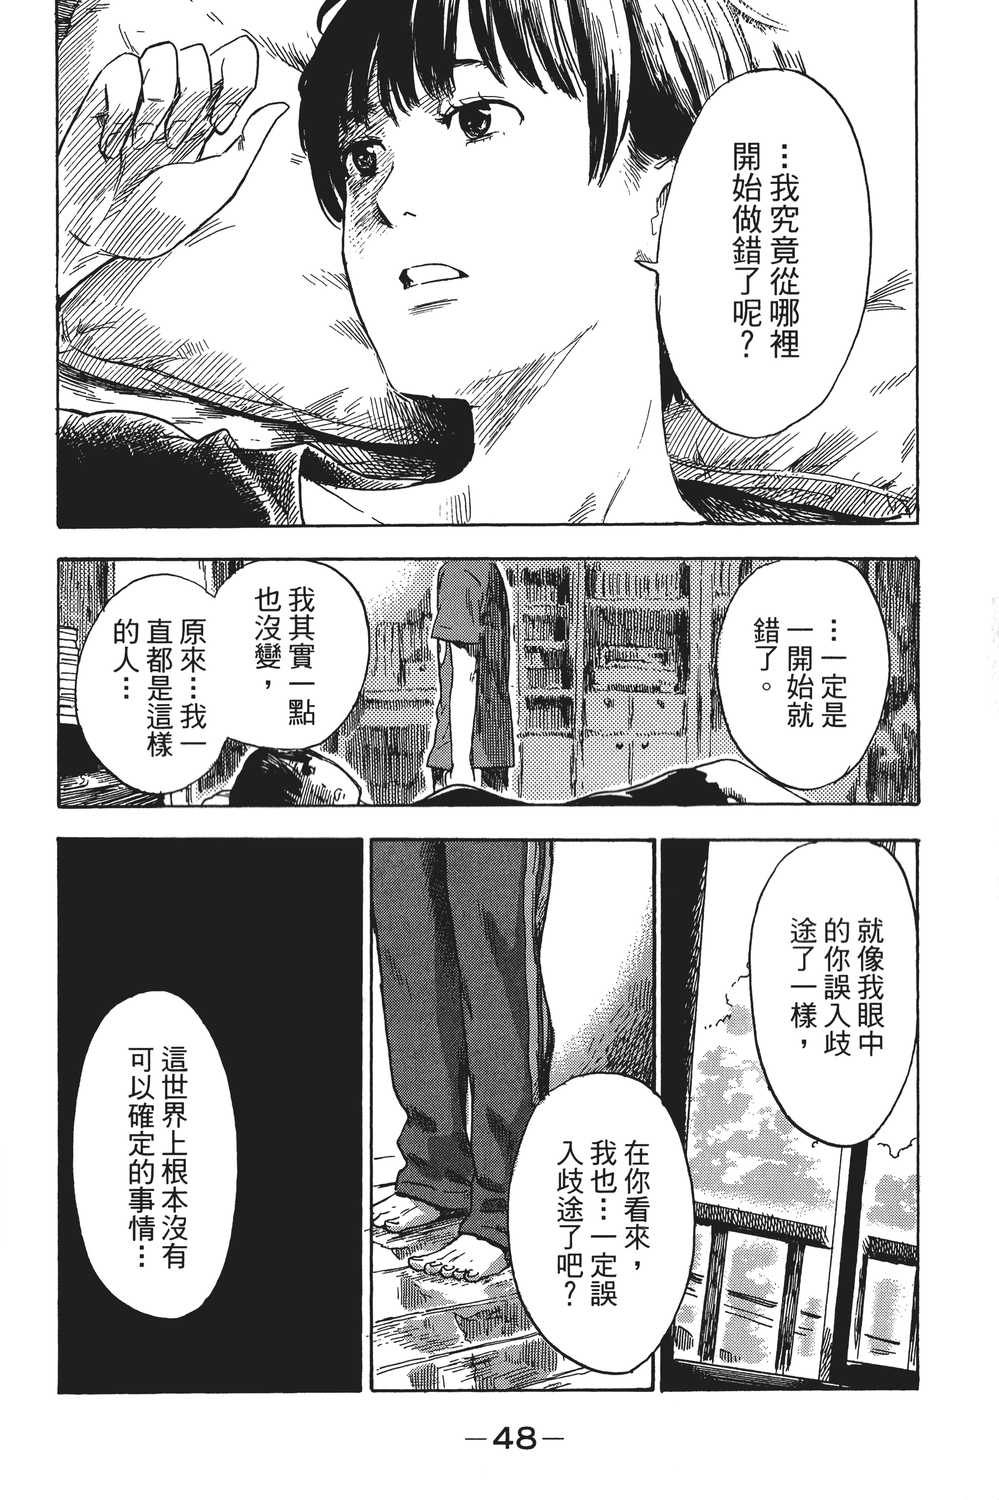 …我究竟從哪裡
開始做錯了呢？
…一定是
一開始就
錯了。
我其實一點
也沒變，
原來…我一
直都是這樣
的人…
就像我眼中
的你誤入歧
途了一樣，
在你看來，
我也…一定誤
入歧途了吧？
這世界上根本沒有
可以確定的事情…
—48—